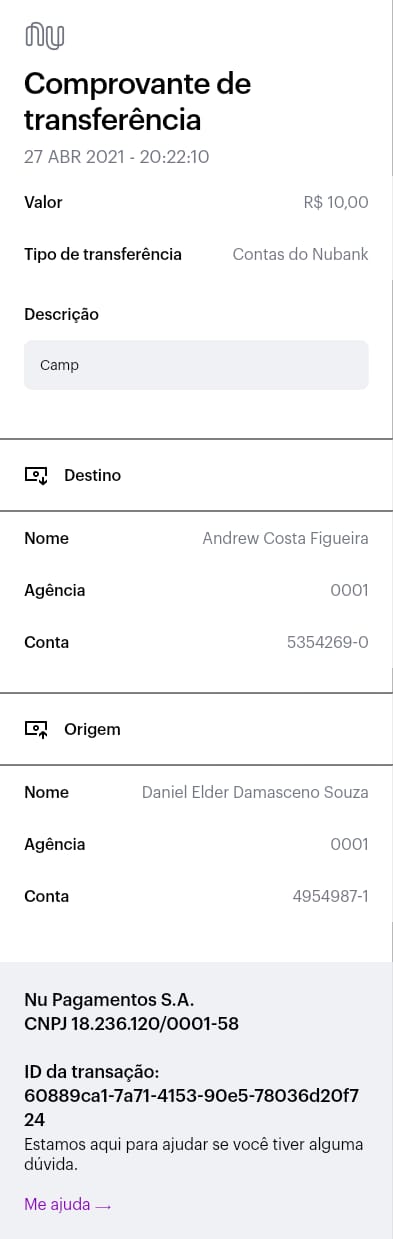 nu
Comprovante de
transferência
27 ABR 2021 - 20:22:10
Valor R$ 10,00
Tipo de transferência Contas do Nubank
Descrição
Camp
Destino
Nome Andrew Costa Figueira
Agência 0001
Conta 5354269-0
Origem
Nome Daniel Elder Damasceno Souza
Agência 0001
Conta 4954987-1
Nu Pagamentos S.A.
CNPJ 18.236.120/0001-58
ID da transação:
60889ca1-7a71-4153-90e5-78036d20f7
24
Estamos aqui para ajudar se você tiver alguma
dúvida.
Me ajuda →